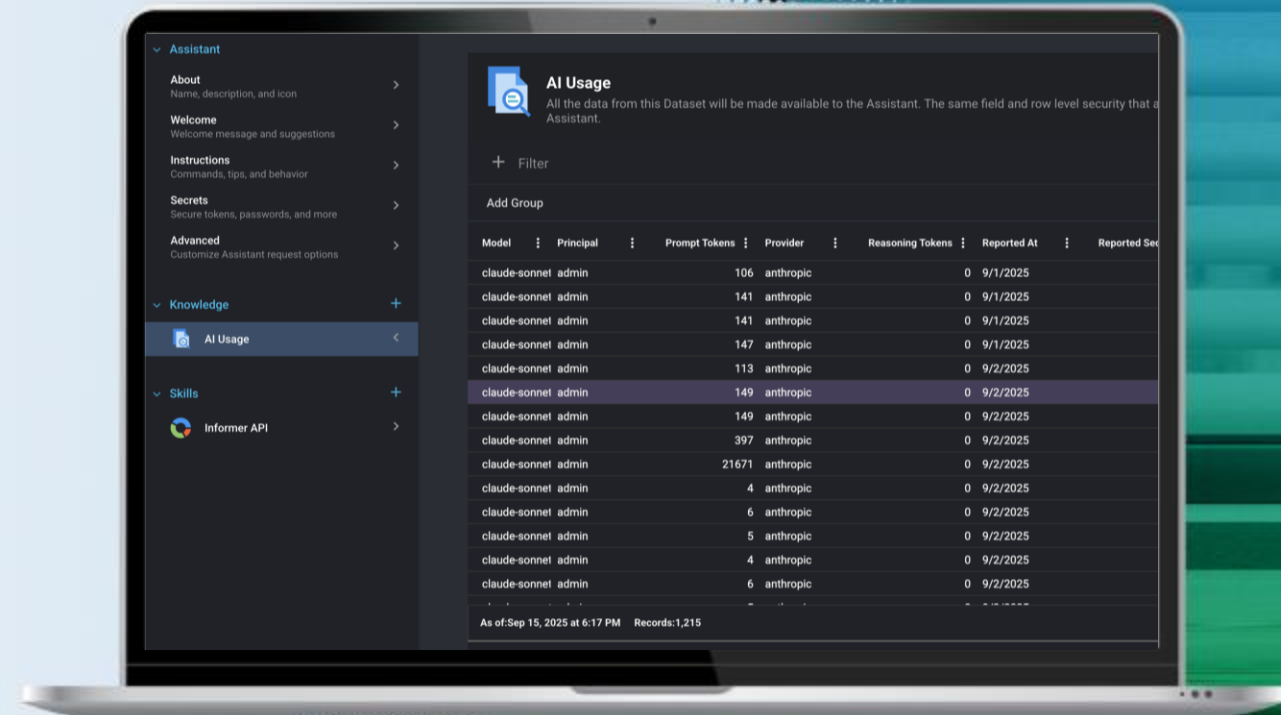 Assistant
About
Name, description, and icon
Welcome
Welcome message and suggestions
Instructions
Commands, tips, and behavior
Secrets
Secure tokens, passwords, and more
Advanced
Customize Assistant request options
Knowledge
AI Usage
Skills
Informer API
AI Usage
All the data from this Dataset will be made available to the Assistant. The same field and row level security that a
Assistant.
Filter
Add Group
Model Principal Prompt Tokens Provider Reasoning Tokens Reported At Reported Sec
claude-sonnet admin 106 anthropic 0 9/1/2025
claude-sonnet admin 141 anthropic 0 9/1/2025
claude-sonnet admin 141 anthropic 0 9/1/2025
claude-sonnet admin 147 anthropic 0 9/1/2025
claude-sonnet admin 113 anthropic 0 9/2/2025
claude-sonnet admin 149 anthropic 0 9/2/2025
claude-sonnet admin 149 anthropic 0 9/2/2025
claude-sonnet admin 397 anthropic 0 9/2/2025
claude-sonnet admin 21671 anthropic 0 9/2/2025
claude-sonnet admin 4 anthropic 0 9/2/2025
claude-sonnet admin 6 anthropic 0 9/2/2025
claude-sonnet admin 5 anthropic 0 9/2/2025
claude-sonnet admin 4 anthropic 0 9/2/2025
claude-sonnet admin 6 anthropic 0 9/2/2025
As of:Sep 15, 2025 at 6:17 PM Records:1,215